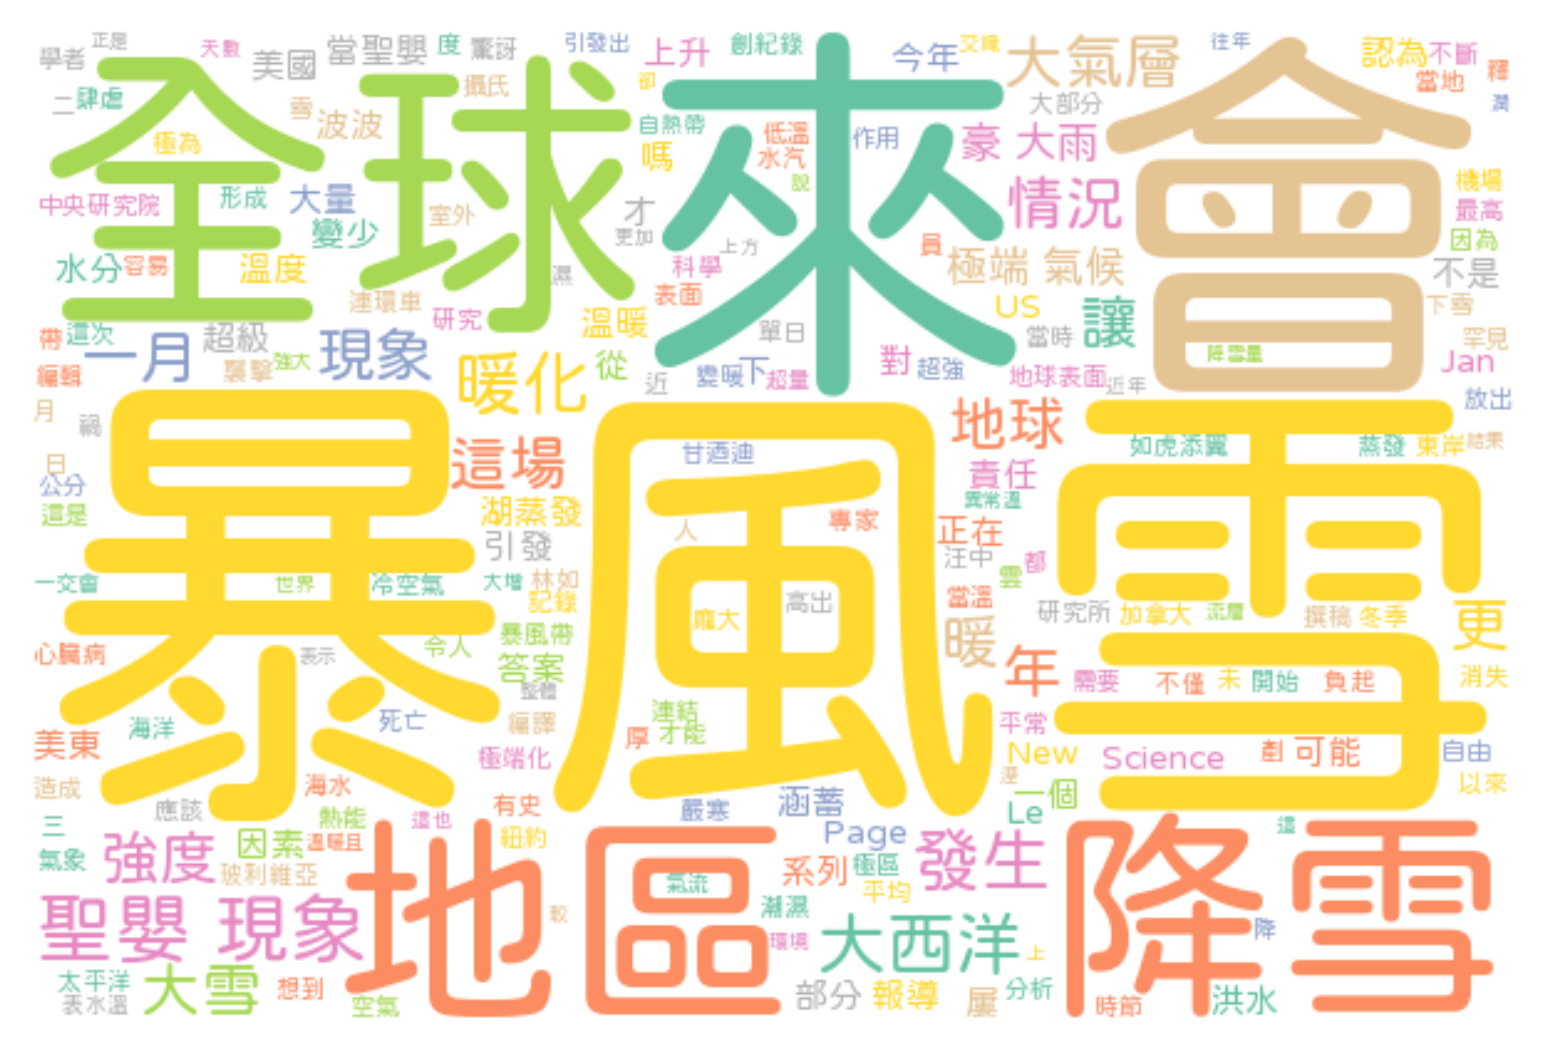 學者
正是
天數
美國
當聖嬰
度
驚訝
引發出
上升
創紀錄
今年
交織
大氣層
往年
認為
不斷
當地
釋
潤
二
肆虐
雪
波波
攝氏
卻
自熱帶
低溫
水汽
作用
豪 大雨
大部分
極為
嗎
說
全球
來
會
中央研究院
形成
大量
變少
室外
才
更加
上方
情況
機場
最高
因為
不是
水分
容易
溫度
連環車
濕
科學
表面
員
極端 氣候
US
讓
下雪
罕見
帶
這次
一月
超級
現象
研究
溫暖
單日
當時
降雪量
Jan
編輯
襲擊
強大
暖化
從
近
變暖
下
超量
對
超強
地球表面
近年
放出
月
禍
日
公分
這是
這場
湖蒸發
引發
甘迺迪
地球
責任
異常溫
如虎添翼
蒸發
東岸
結果
暴風雪
人
專家
正在
汪中
雲
都
一交會
世界
冷空氣
大增
林如
記錄
龐大
高出
當溫
研究所
加拿大
流層
撰稿
冬季
更
心臟病
表示
令人
暴風帶
答案
整體
暖
年
需要
不僅
未
開始
負起
消失
美東
海洋
死亡
編譯
連結
厚
才能
平常
New
Science
創
可能
自由
造成
海水
極端化
溼
一個
以來
應該
熱能
有史
嚴寒
涵蓄
Le
三
氣象
強度
因素
溫暖且
這也
紐約
Page
系列
極區
發生
這
玻利維亞
地區
氣流
平均
降雪
聖嬰 現象
較
潮濕
環境
大西洋
上
降
太平洋
表水溫
大雪
想到
空氣
部分
報導
屢
分析
時節
洪水